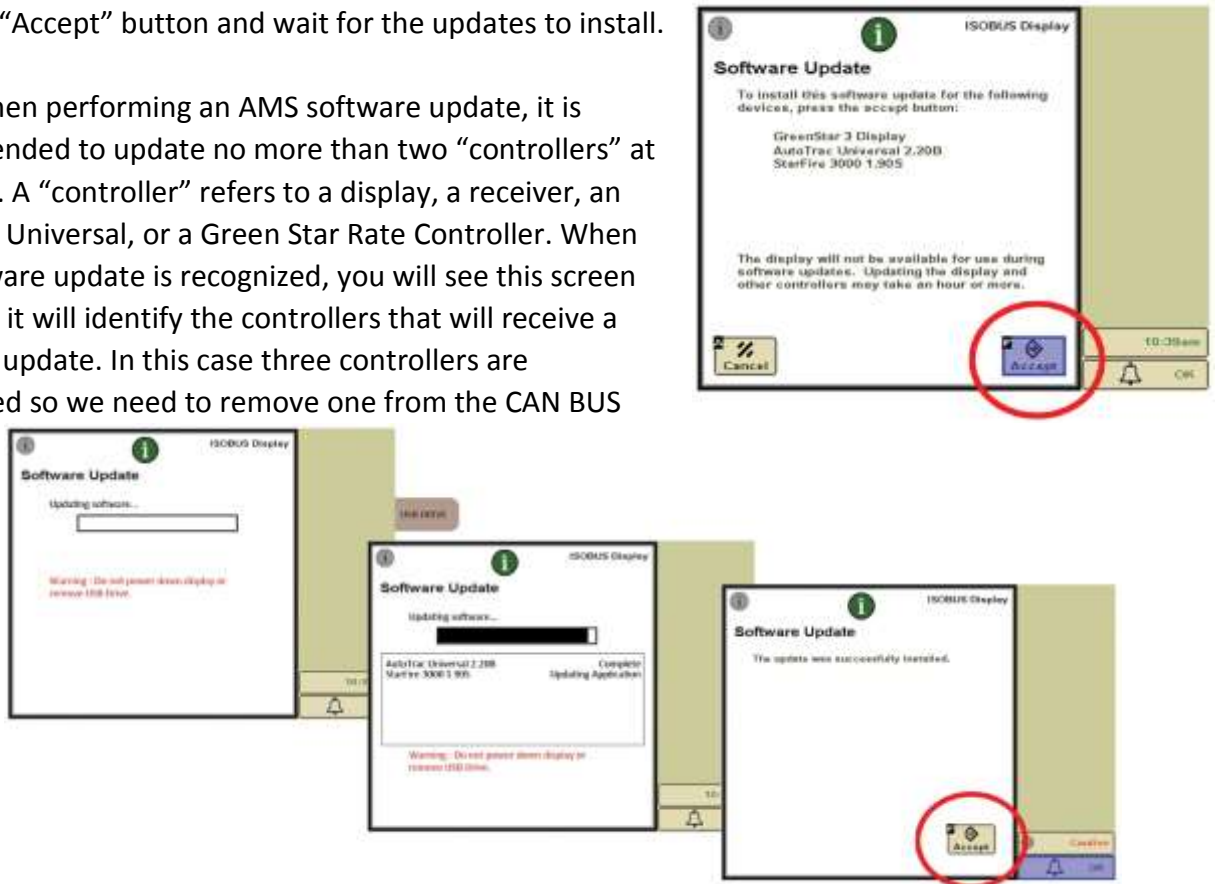 “Accept” button and wait for the updates to install.
hen performing an AMS software update, it is
ended to update no more than two “controllers” at
. A “controller” refers to a display, a receiver, an
Universal, or a Green Star Rate Controller. When
ware update is recognized, you will see this screen
it will identify the controllers that will receive a
update. In this case three controllers are
ed so we need to remove one from the CAN BUS
ISOBUS Display
Software Update
To install this software update for the following
devices, press the accept button:
GreenStar 3 Display
AutoTrac Universal 2.20B
StarFire 3000 1.90S
The display will not be available for use during
software updates. Updating the display and
other controllers may take an hour or more.
Cancel
Accept
10:39am
OK
ISOBUS Display
Software Update
Updating software...
Warning : Do not power down display or
remove USB Drive.
10:
ISOBUS Display
Software Update
Updating software...
AutoTrac Universal 2.20B Complete
StarFire 3000 1.90S Updating Application
Warning : Do not power down display or
remove USB Drive.
10:
ISOBUS Display
Software Update
The update was successfully installed.
Accept
OK